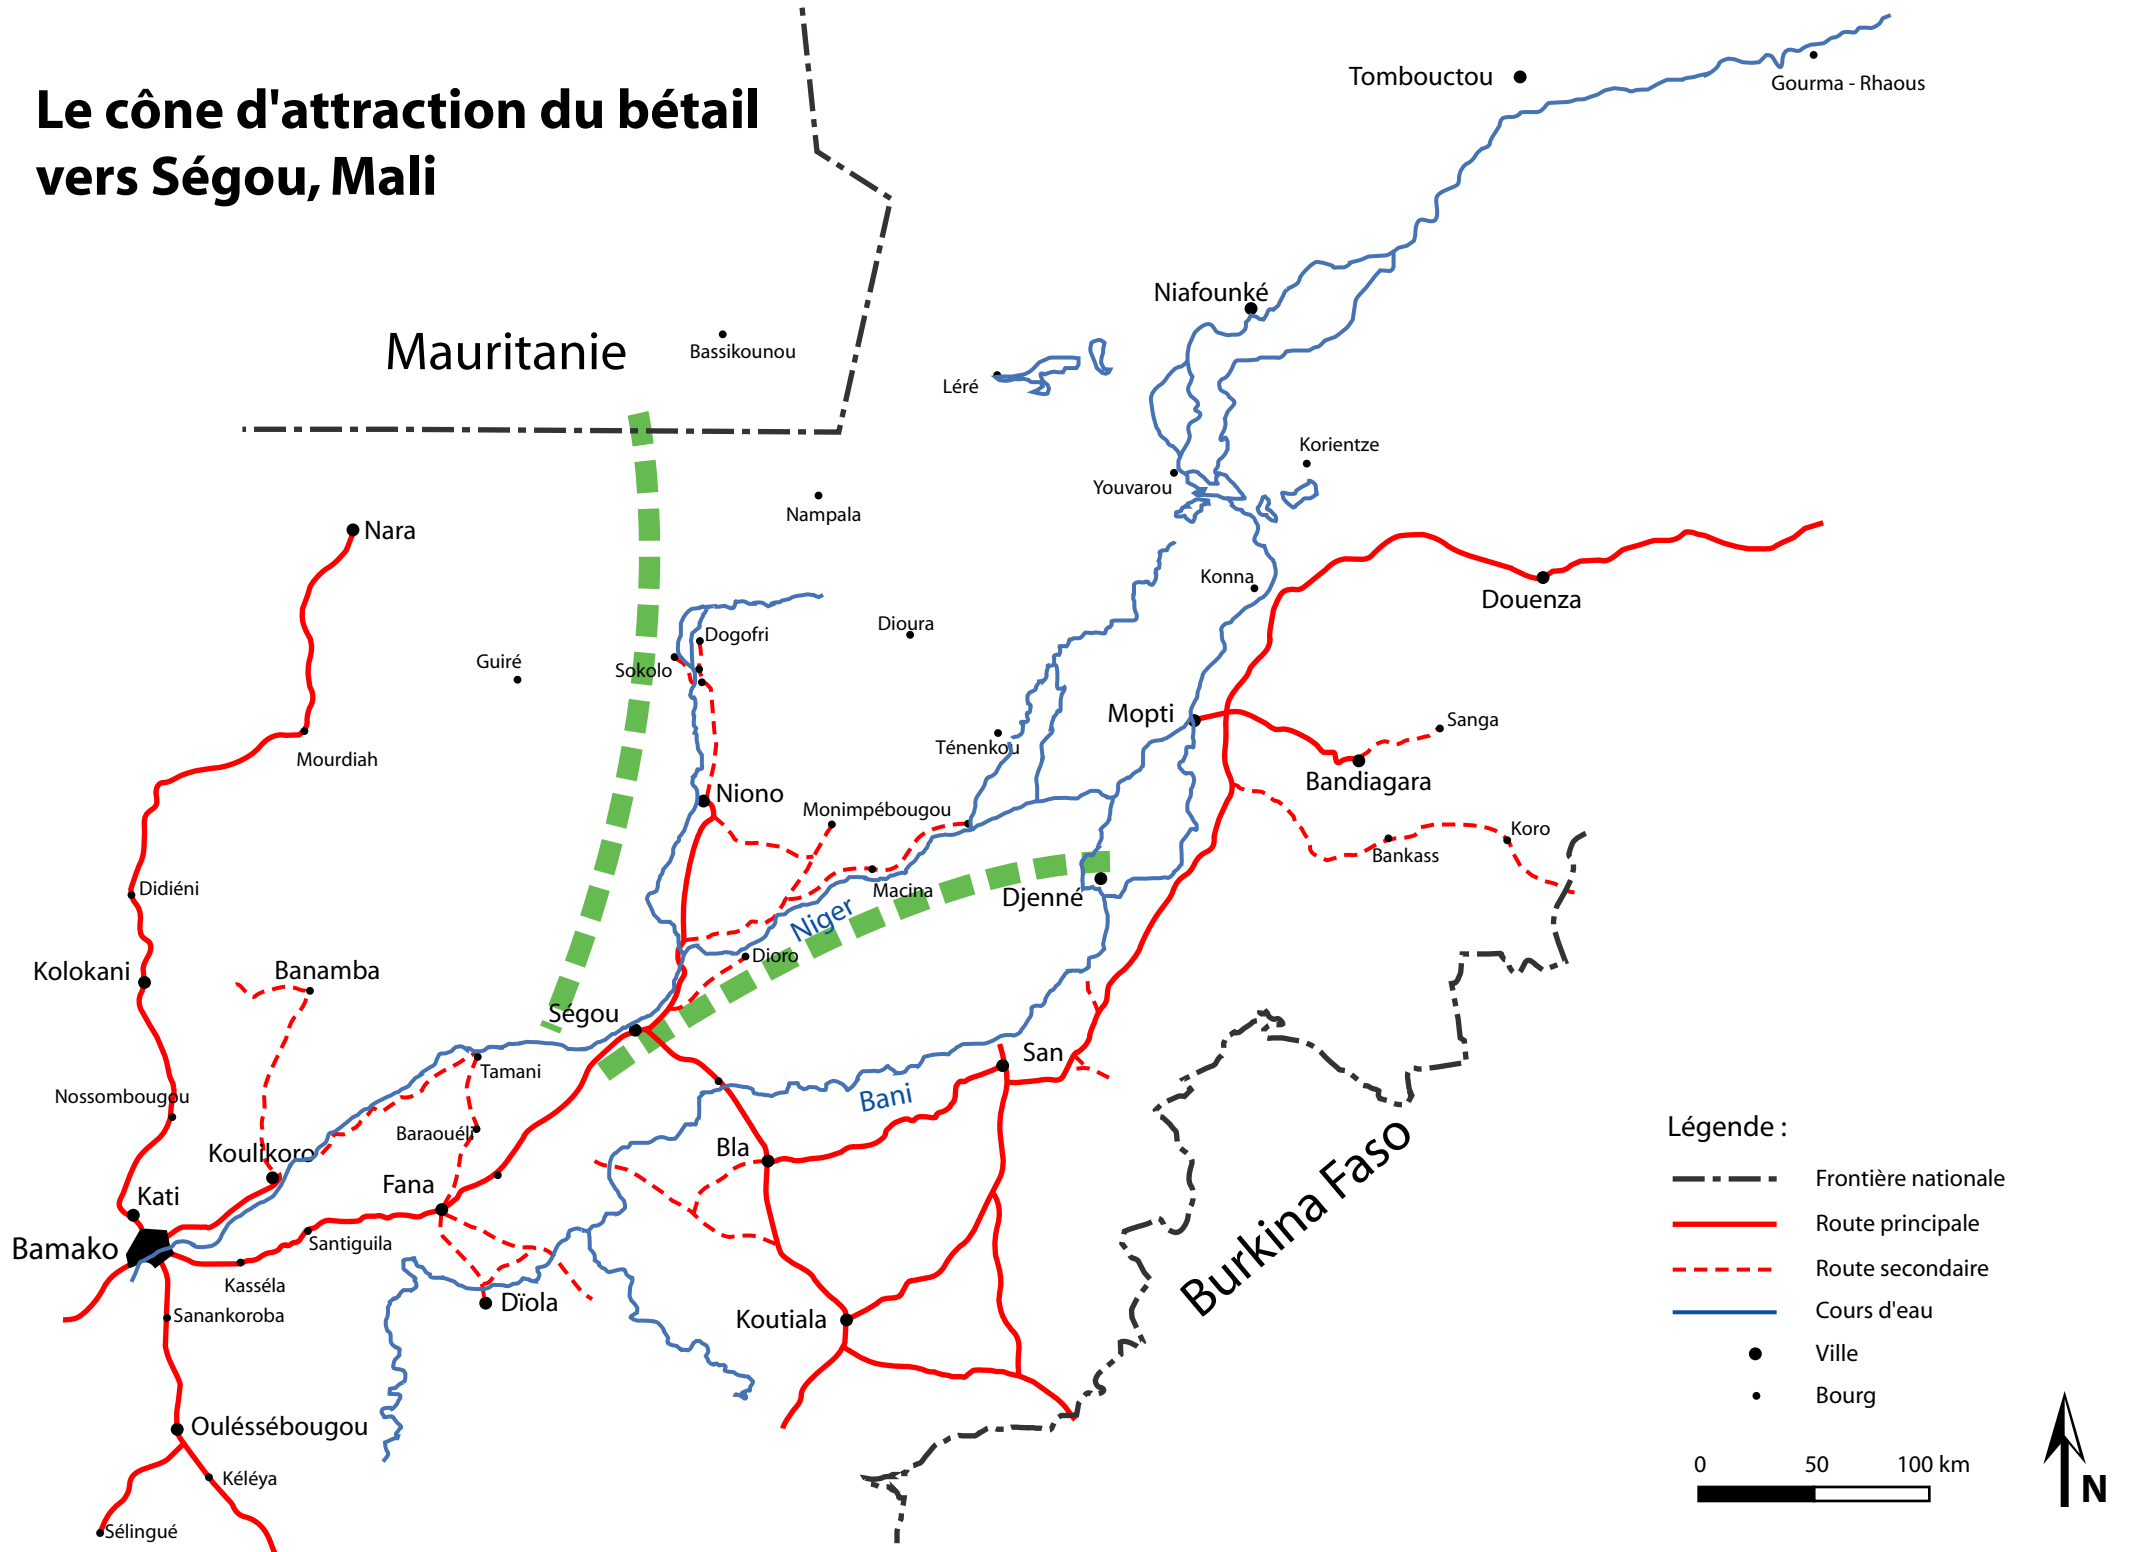 Le cône d'attraction du bétail
vers Ségou, Mali
Tombouctou
Gourma - Rhaous
Niafounké
Mauritanie
Bassikounou
Léré
Korientze
Youvarou
Nampala
Nara
Konna
Douenza
Dioura
Dogofri
Guiré
Sokolo
Mopti
Sanga
Ténenkou
Mourdiah
Bandiagara
Niono
Monimpébougou
Koro
Bankass
Didiéni
Macina
Djenné
Niger
Dioro
Kolokani
Banamba
Ségou
San
Tamani
Bani
Nossombougou
Baraouéli
Bla
Koulikoro
Fana
Kati
Santiguila
Bamako
Kasséla
Dïola
Sanankoroba
Koutiala
Burkina Faso
Ouléssébougou
Kéléya
Sélingué
Légende :
Frontière nationale
Route principale
Route secondaire
Cours d'eau
Ville
Bourg
0 50 100 km
N